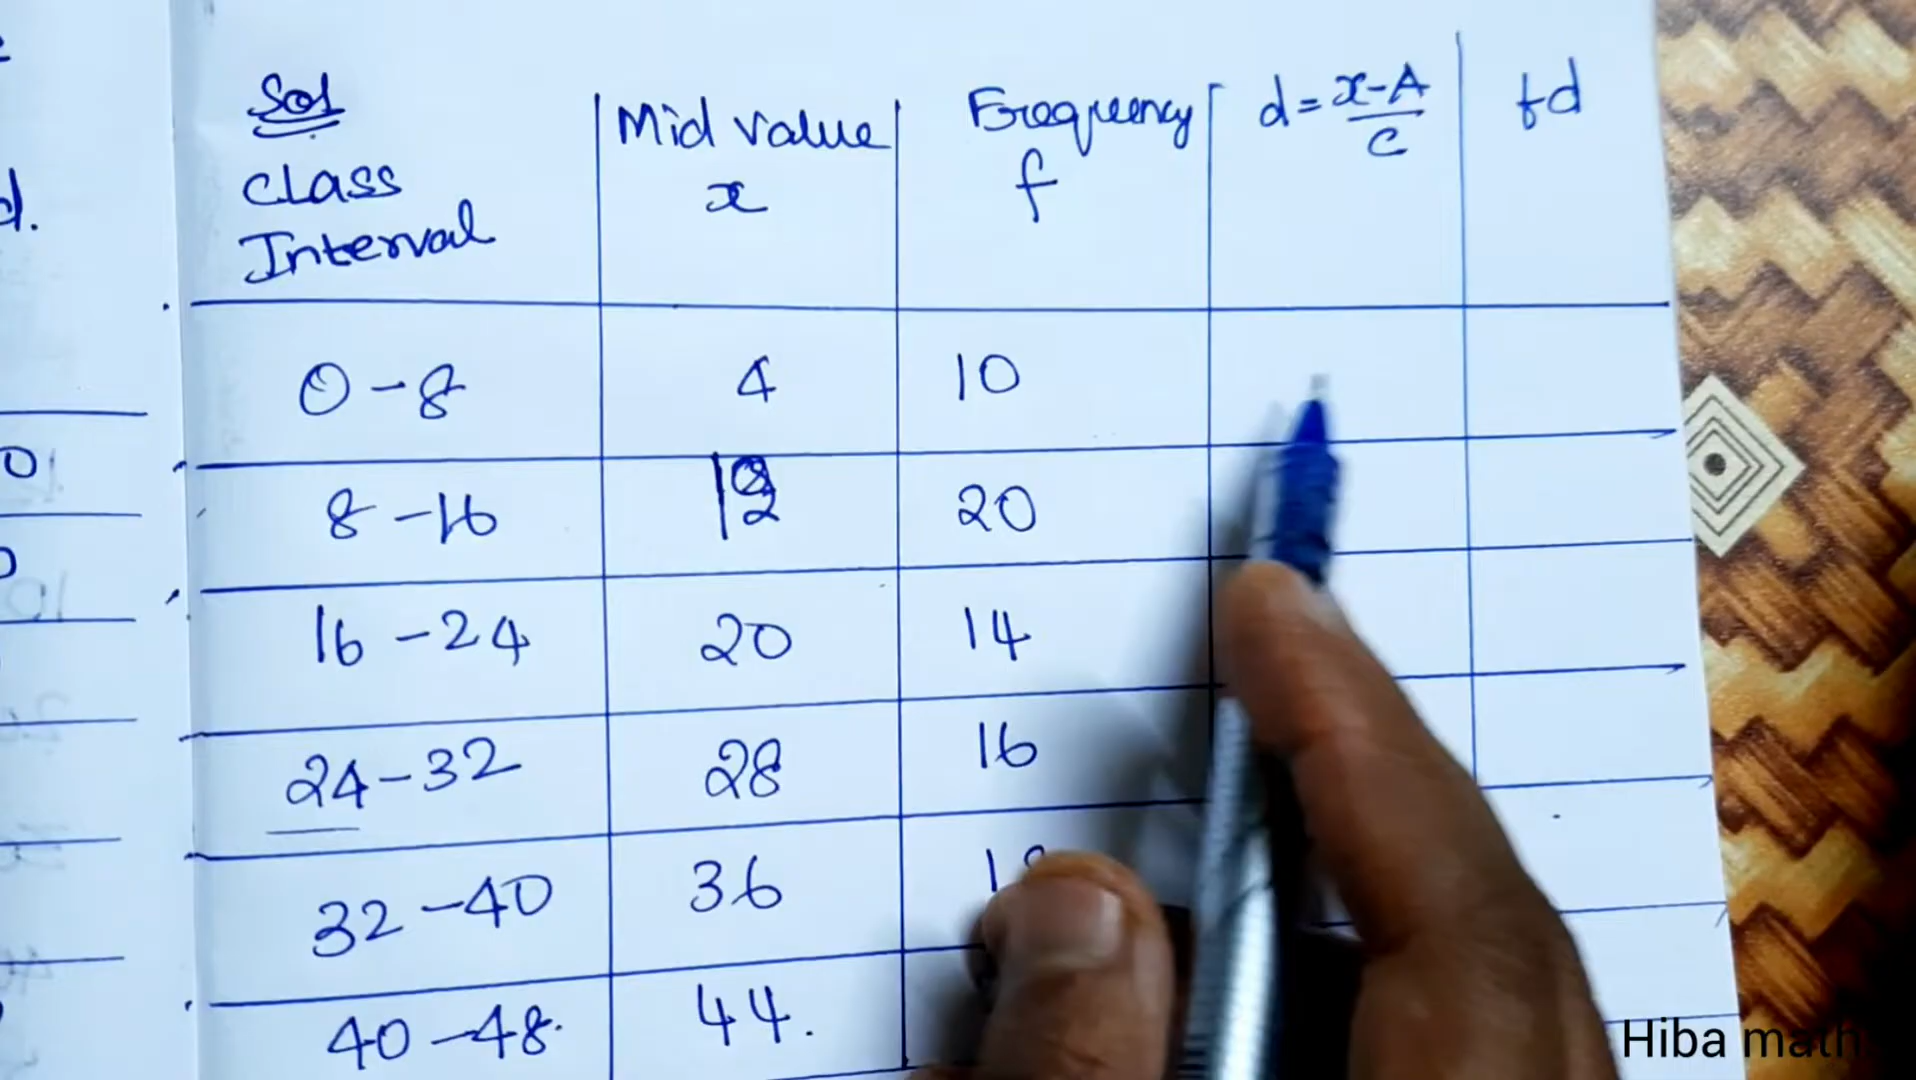 Sol
Class Interval | Mid value x | Frequency f | d = x-A / c | fd
0 - 8 | 4 | 10
8 - 16 | 12 | 20
16 - 24 | 20 | 14
24 - 32 | 28 | 16
32 - 40 | 36
40 - 48. | 44.
d.
Hiba math